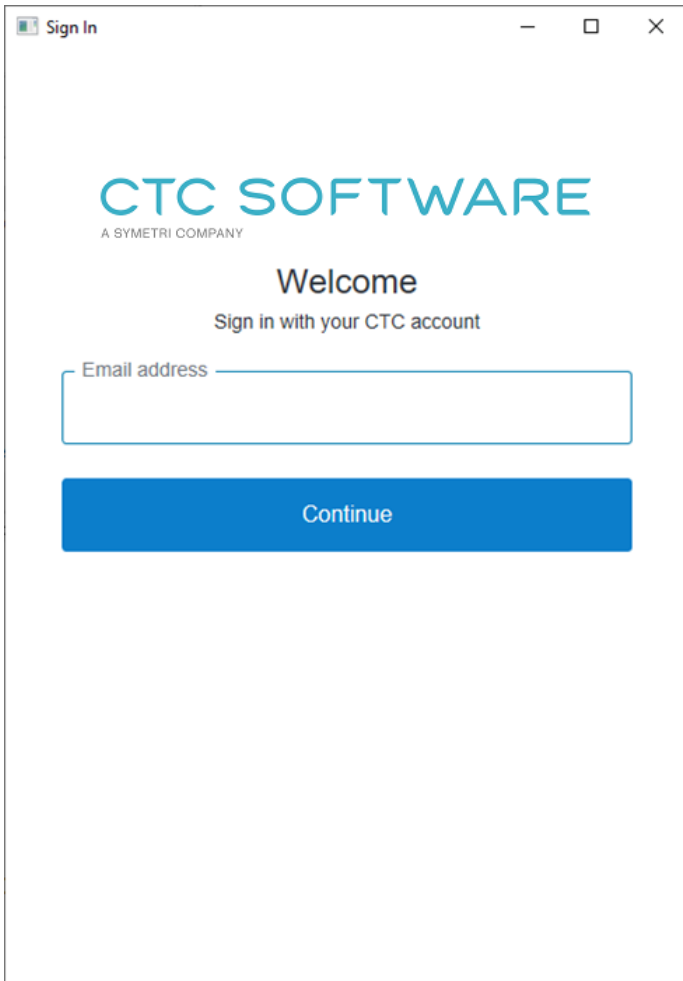 Sign In
CTC SOFTWARE
A SYMETRI COMPANY
Welcome
Sign in with your CTC account
Email address
Continue